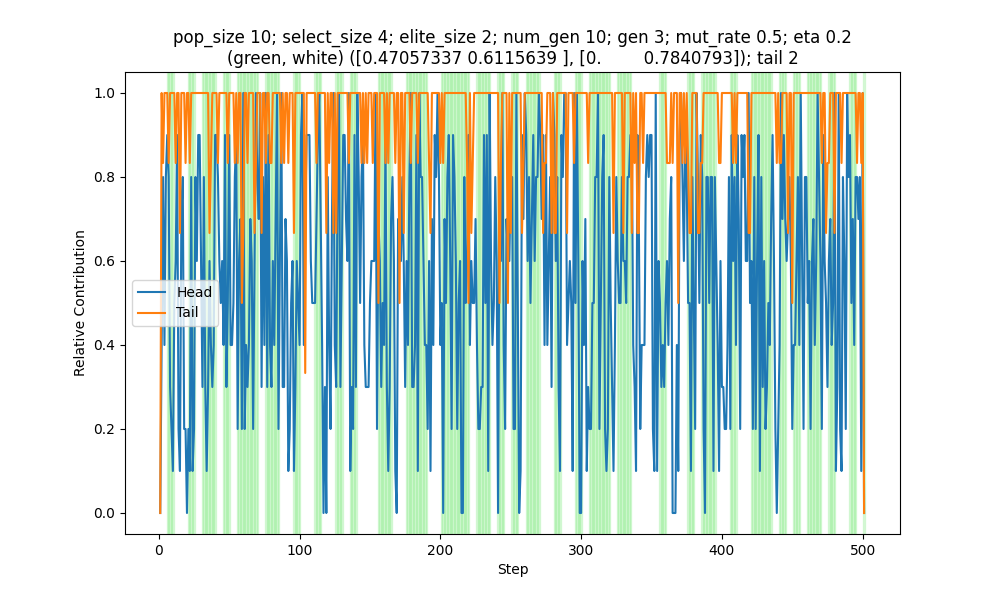 pop_size 10; select_size 4; elite_size 2; num_gen 10; gen 3; mut_rate 0.5; eta 0.2
(green, white) ([0.47057337 0.6115639 ], [0.         0.7840793]); tail 2
1.0
0.8
0.6
0.4
0.2
0.0
Relative Contribution
Head
Tail
0 100 200 300 400 500
Step